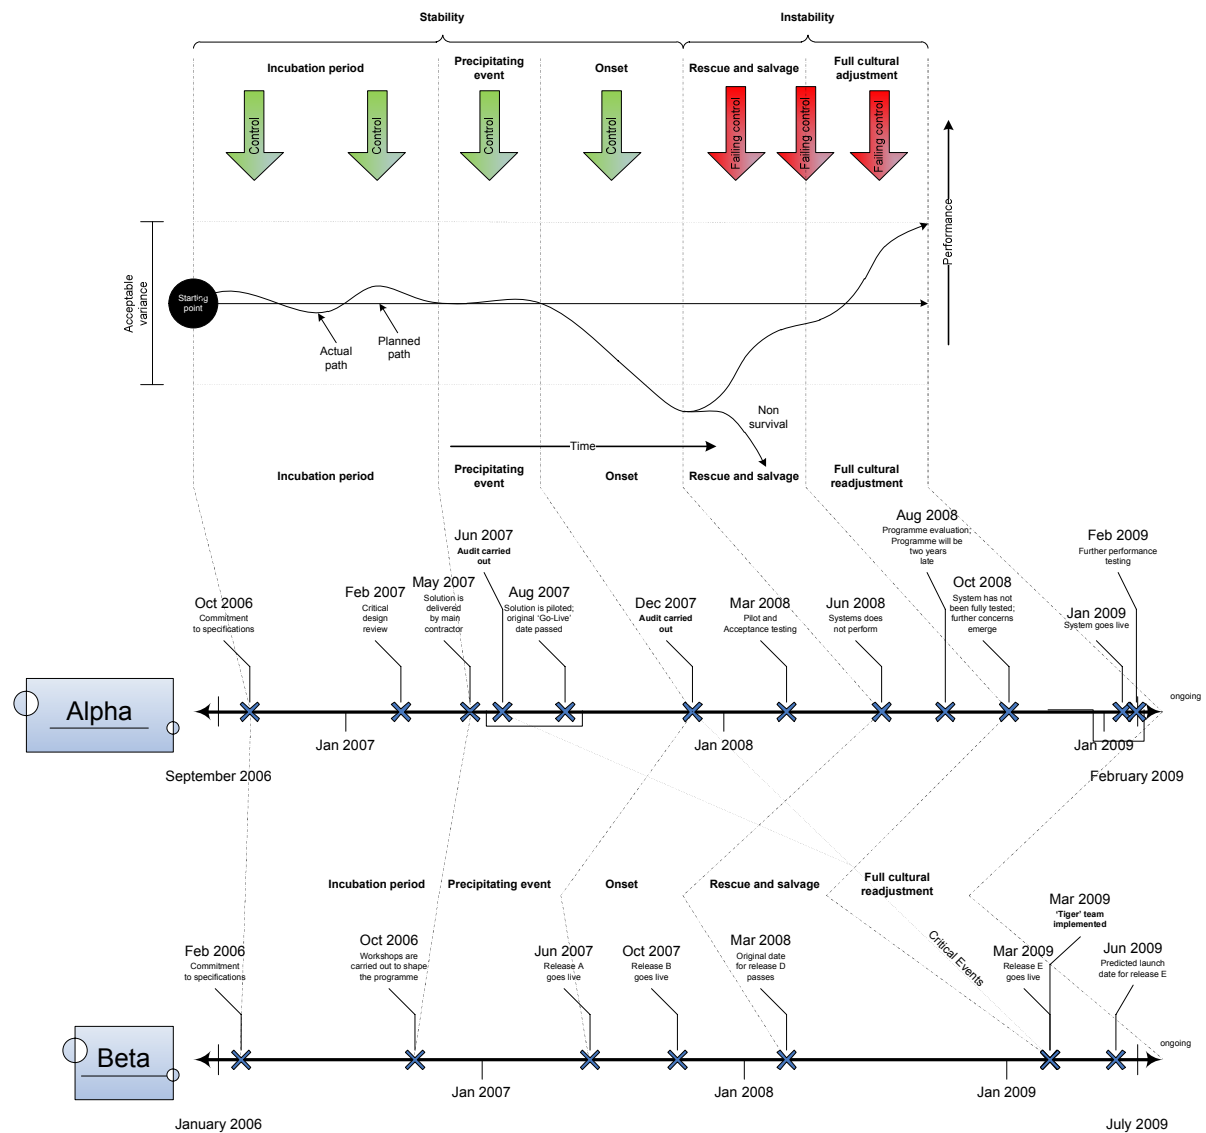 Stability
Instability
Incubation period
Precipitating
event
Onset
Rescue and salvage
Full cultural
adjustment
Control
Control
Control
Control
Failing control
Failing control
Failing control
Performance
Acceptable
variance
Starting
point
Actual
path
Planned
path
Non
survival
Time
Incubation period
Precipitating
event
Onset
Rescue and salvage
Full cultural
readjustment
Oct 2006
Commitment
to specifications
Feb 2007
Critical
design
review
May 2007
Solution is
delivered
by main
contractor
Jun 2007
Audit carried
out
Aug 2007
Solution is piloted;
original 'Go-Live'
date passed
Dec 2007
Audit carried
out
Mar 2008
Pilot and
Acceptance testing
Jun 2008
Systems does
not perform
Aug 2008
Programme evaluation;
Programme will be
two years
late
Oct 2008
System has not
been fully tested;
further concerns
emerge
Jan 2009
System goes live
Feb 2009
Further performance
testing
Alpha
ongoing
Jan 2007
Jan 2008
Jan 2009
September 2006
February 2009
Incubation period
Precipitating event
Onset
Rescue and salvage
Full cultural
readjustment
Critical Events
Feb 2006
Commitment
to specifications
Oct 2006
Workshops are
carried out to shape
the programme
Jun 2007
Release A
goes live
Oct 2007
Release B
goes live
Mar 2008
Original date
for release D
passes
Mar 2009
Release E
goes live
Mar 2009
'Tiger' team
implemented
Jun 2009
Predicted launch
date for release E
Beta
ongoing
Jan 2007
Jan 2008
Jan 2009
January 2006
July 2009